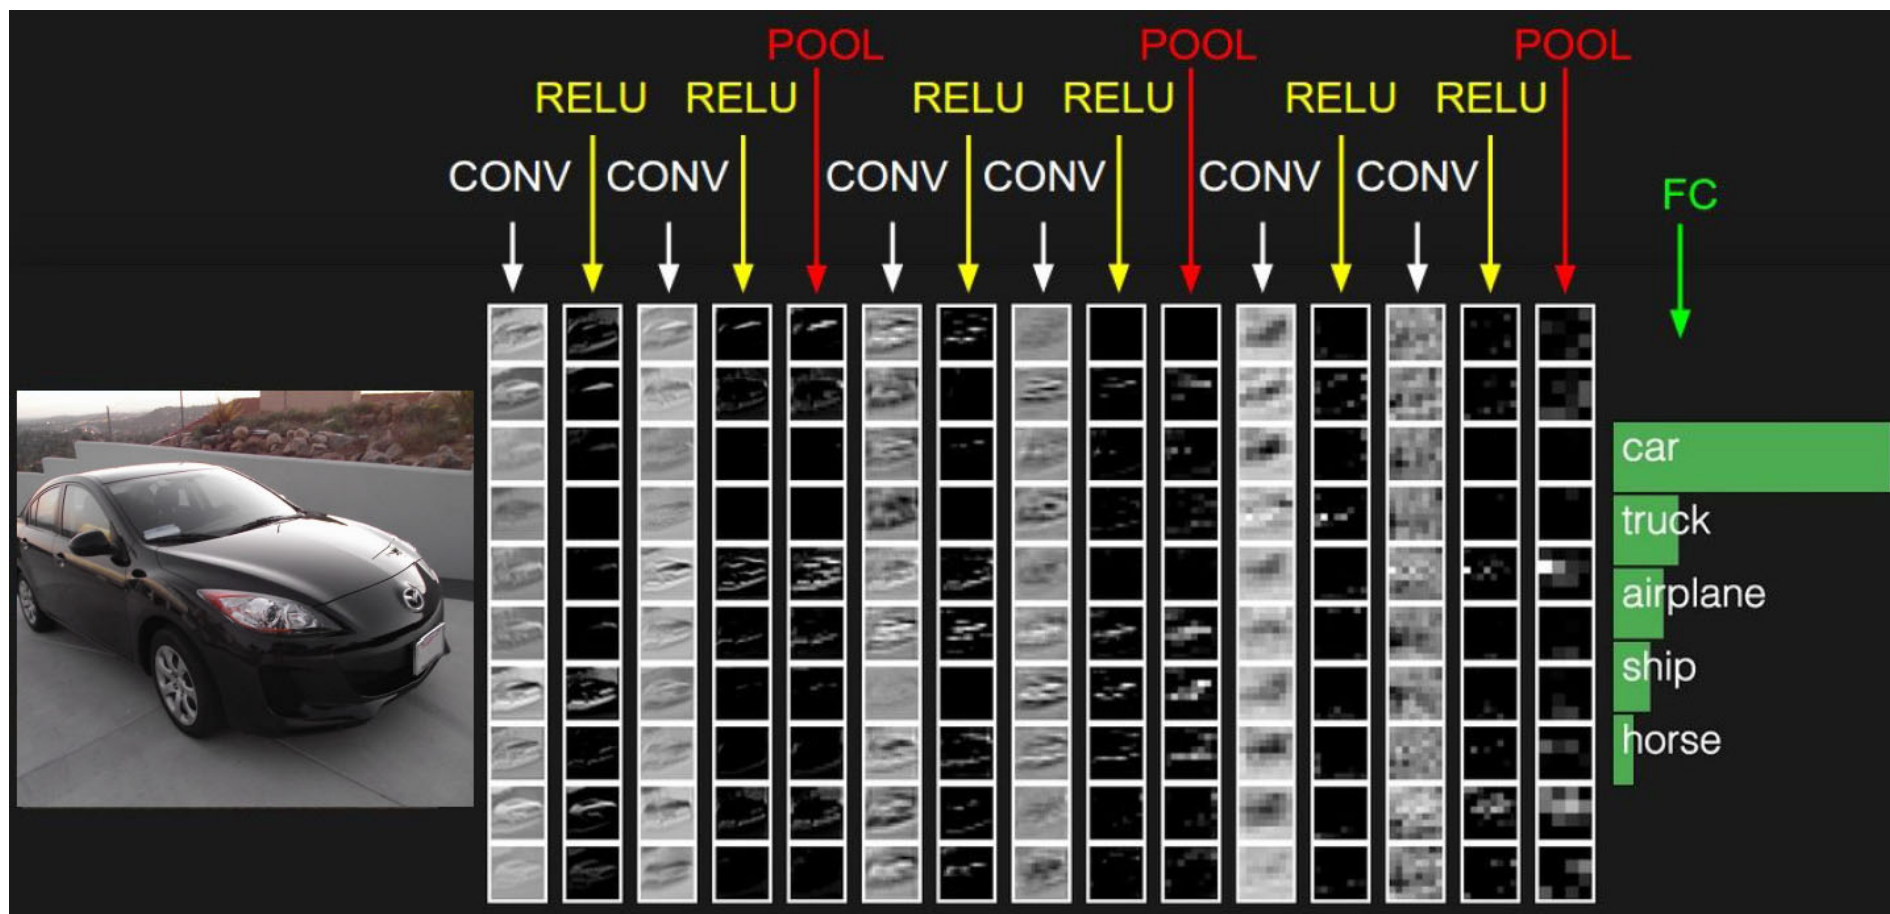 POOL POOL POOL
RELU RELU RELU RELU RELU RELU
CONV CONV CONV CONV CONV CONV
FC
car
truck
airplane
ship
horse